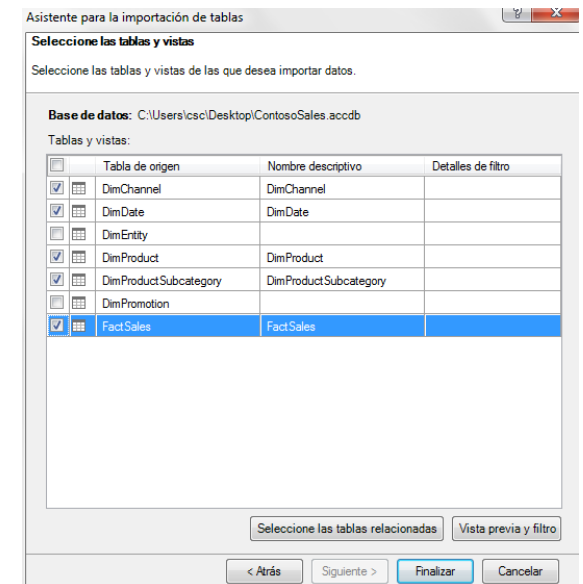 Asistente para la importación de tablas
?
Seleccione las tablas y vistas
Seleccione las tablas y vistas de las que desea importar datos.
Base de datos: C:\Users\csc\Desktop\ContosoSales.accdb
Tablas y vistas:
Tabla de origen Nombre descriptivo Detalles de filtro
DimChannel DimChannel
DimDate DimDate
DimEntity
DimProduct DimProduct
DimProductSubcategory DimProductSubcategory
DimPromotion
FactSales FactSales
Seleccione las tablas relacionadas Vista previa y filtro
< Atrás Siguiente > Finalizar Cancelar